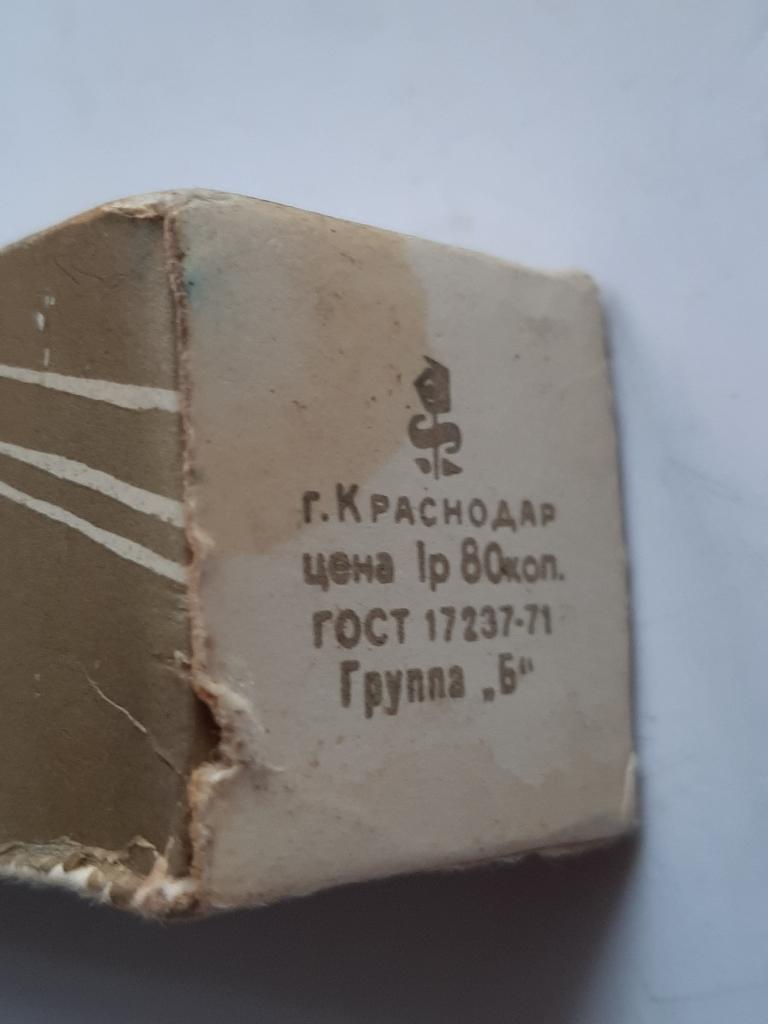 г. Краснодар
цена 1р 80коп.
ГОСТ 17237-71
Группа „Б“